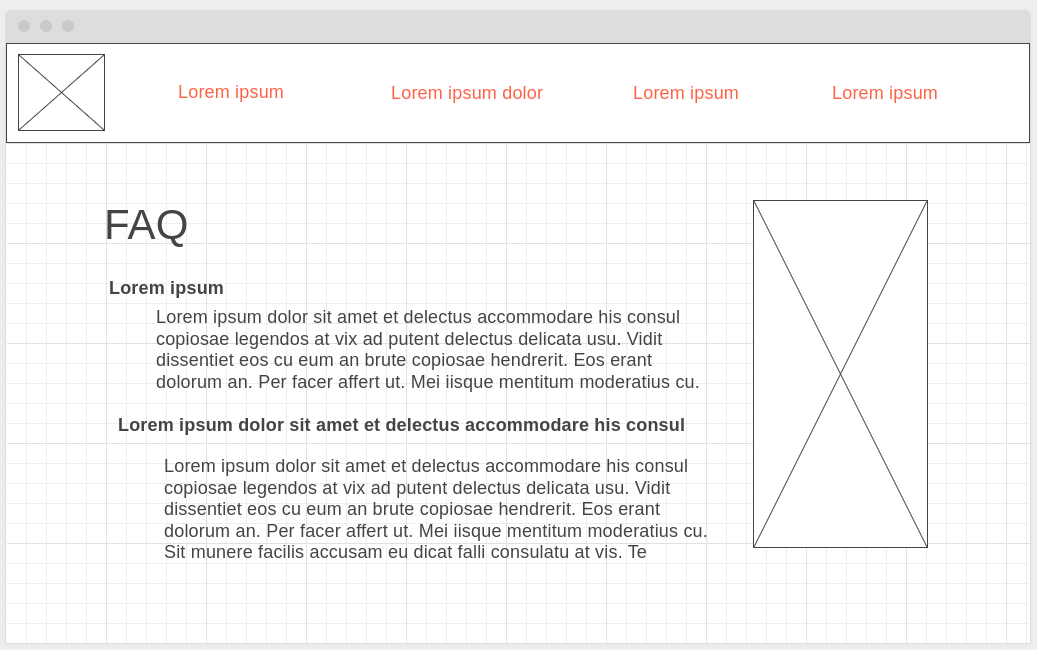 Lorem ipsum
Lorem ipsum dolor
Lorem ipsum
Lorem ipsum
FAQ
Lorem ipsum
Lorem ipsum dolor sit amet et delectus accommodare his consul
copiosae legendos at vix ad putent delectus delicata usu. Vidit
dissentiet eos cu eum an brute copiosae hendrerit. Eos erant
dolorum an. Per facer affert ut. Mei iisque mentitum moderatius cu.
Lorem ipsum dolor sit amet et delectus accommodare his consul
Lorem ipsum dolor sit amet et delectus accommodare his consul
copiosae legendos at vix ad putent delectus delicata usu. Vidit
dissentiet eos cu eum an brute copiosae hendrerit. Eos erant
dolorum an. Per facer affert ut. Mei iisque mentitum moderatius cu.
Sit munere facilis accusam eu dicat falli consulatu at vis. Te